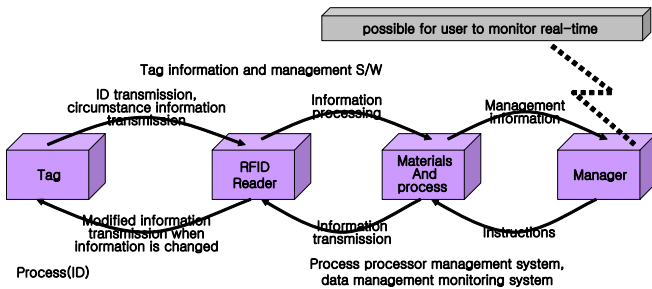 possible for user to monitor real-time
Tag information and management S/W
ID transmission,
circumstance information
transmission
Information
processing
Management
information
Tag
RFID
Reader
Materials
And
process
Manager
Modified information
transmission when
information is changed
Information
transmission
Instructions
Process(ID)
Process processor management system,
data management monitoring system